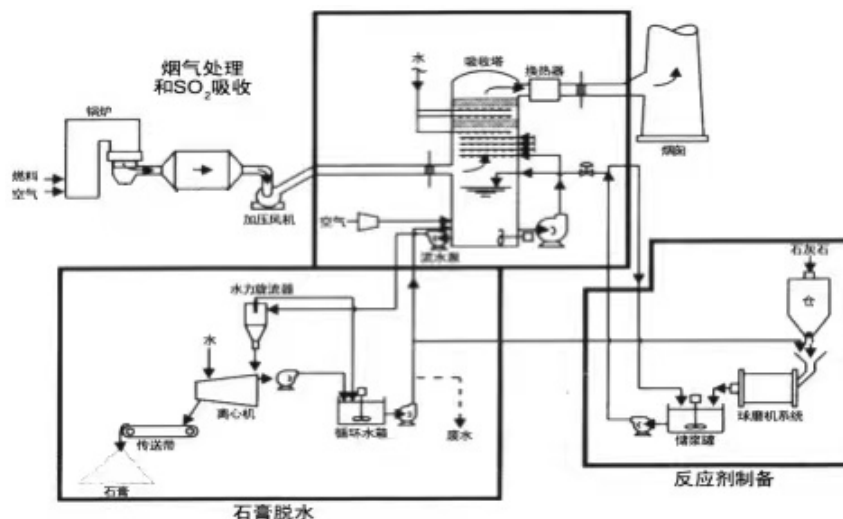 烟气处理
和SO₂吸收
水
吸收塔
换热器
锅炉
烟囱
燃料
空气
加压风机
空气
石灰石
仓
水力旋流器
水
离心机
循环水箱
废水
传送带
石膏
储浆罐
球磨机系统
反应剂制备
石膏脱水